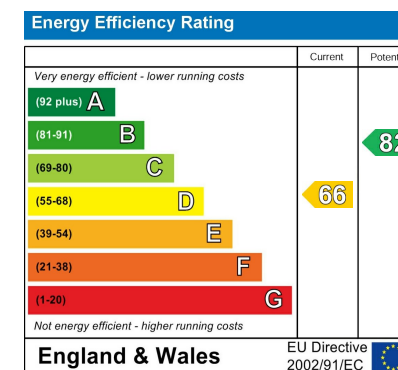 Energy Efficiency Rating
Current Potent
Very energy efficient - lower running costs
(92 plus) A
(81-91) B
82
(69-80) C
(55-68) D
66
(39-54) E
(21-38) F
(1-20) G
Not energy efficient - higher running costs
England & Wales
EU Directive
2002/91/EC